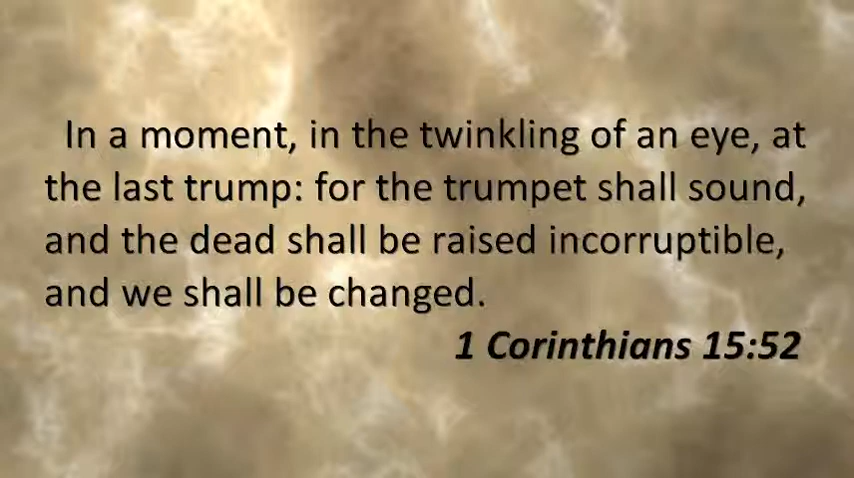 In a moment, in the twinkling of an eye, at
the last trump: for the trumpet shall sound,
and the dead shall be raised incorruptible,
and we shall be changed.
1 Corinthians 15:52